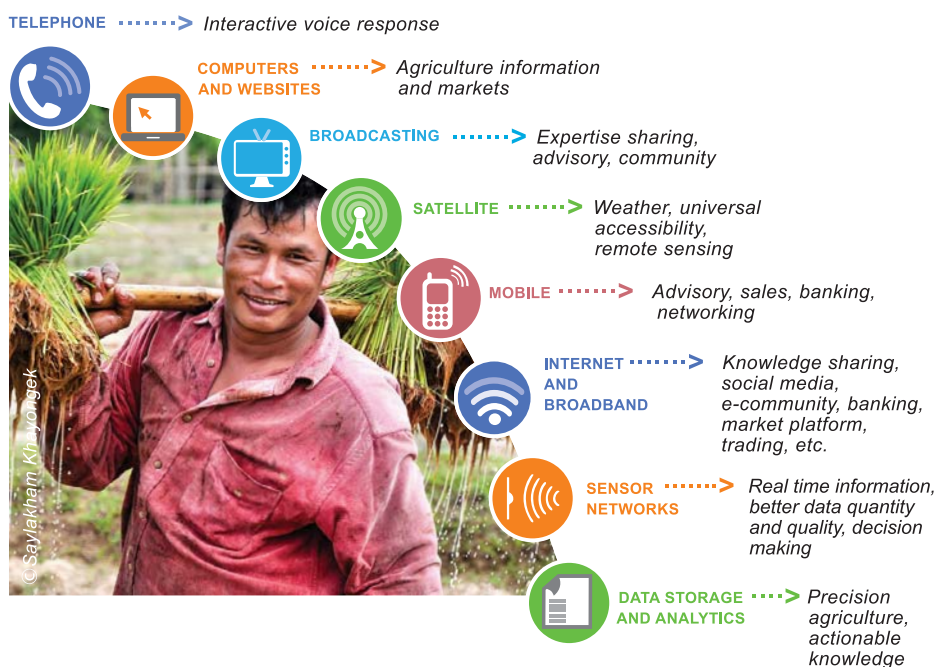 TELEPHONE
Interactive voice response
COMPUTERS
AND WEBSITES
Agriculture information
and markets
BROADCASTING
Expertise sharing,
advisory, community
SATELLITE
Weather, universal
accessibility,
remote sensing
MOBILE
Advisory, sales, banking,
networking
INTERNET
AND
BROADBAND
Knowledge sharing,
social media,
e-community, banking,
market platform,
trading, etc.
SENSOR
NETWORKS
Real time information,
better data quantity
and quality, decision
making
DATA STORAGE
AND ANALYTICS
Precision
agriculture,
actionable
knowledge
©Saylakham Khayongek